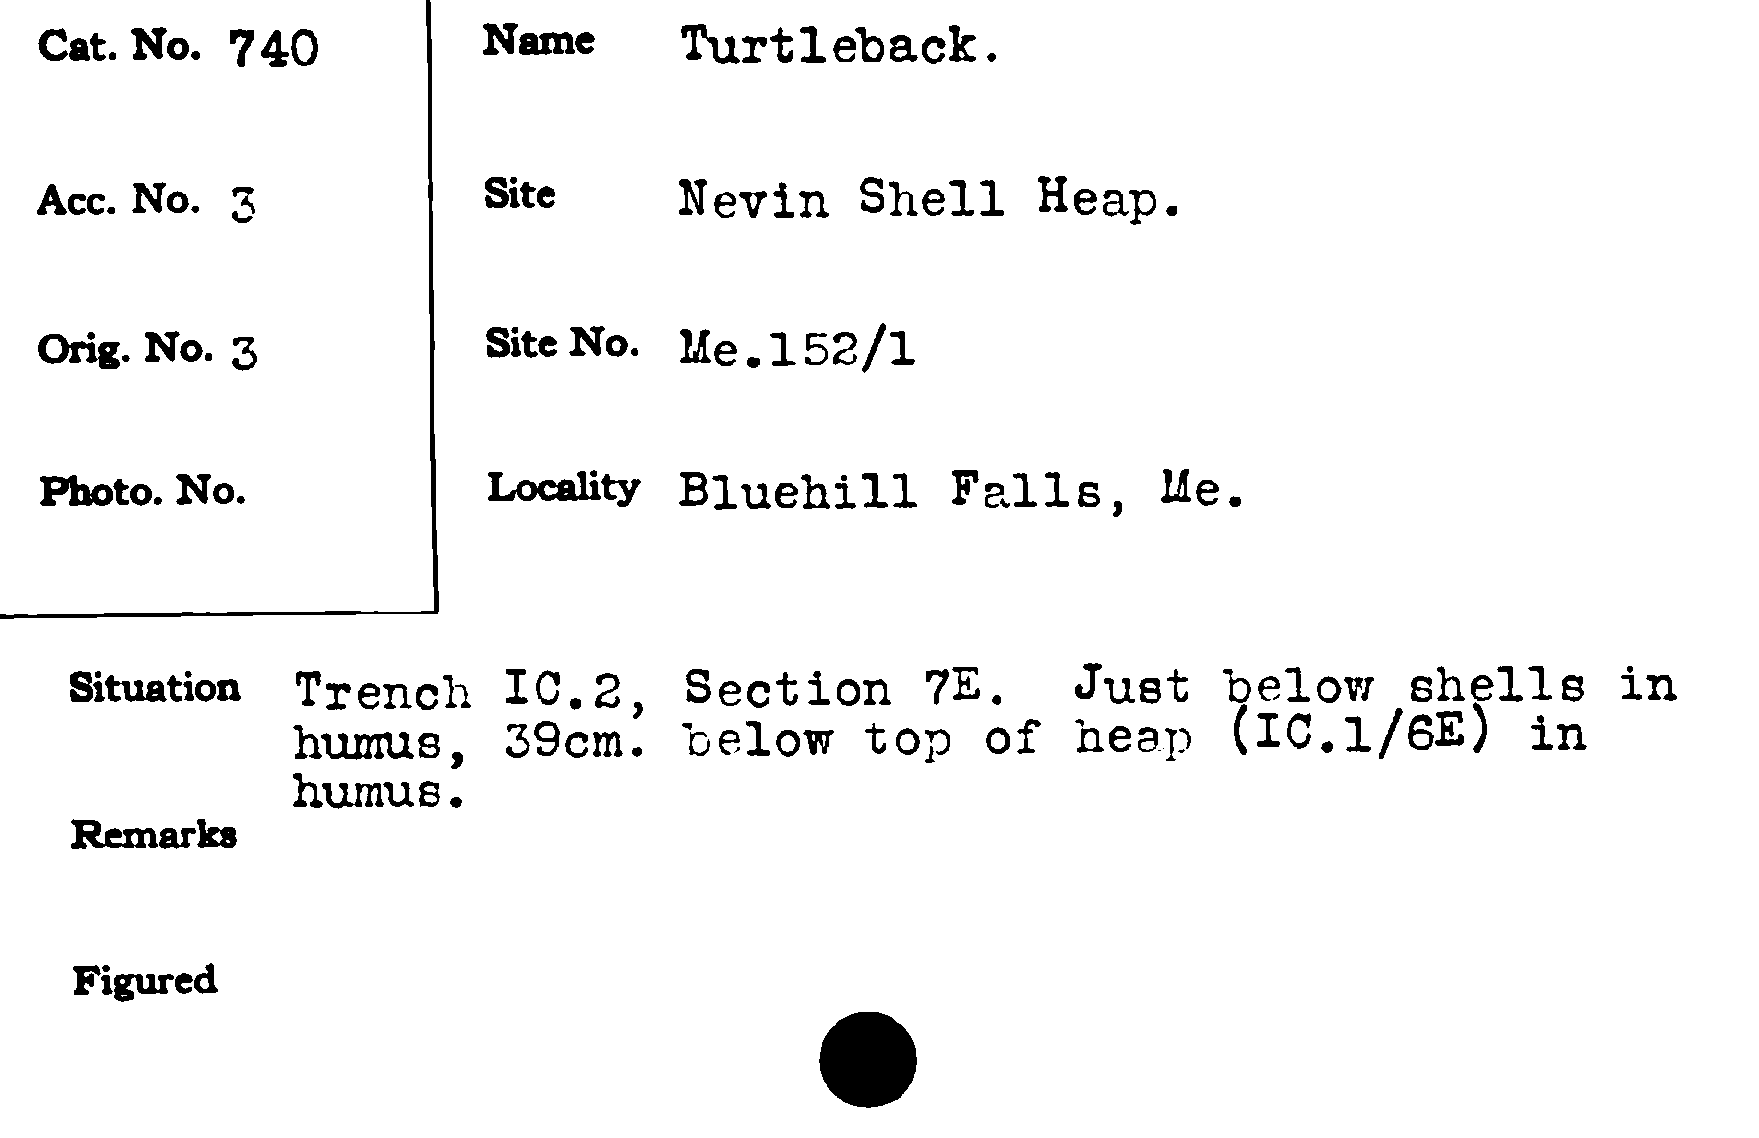 Cat. No. 740
Name Turtleback.
Acc. No. 3
Site Nevin Shell Heap.
Orig. No. 3
Site No. Me.152/1
Photo. No.
Locality Bluehill Falls, Me.
Situation Trench IC.2, Section 7E. Just below shells in
humus, 39cm. below top of heap (IC.1/6E) in
humus.
Remarks
Figured